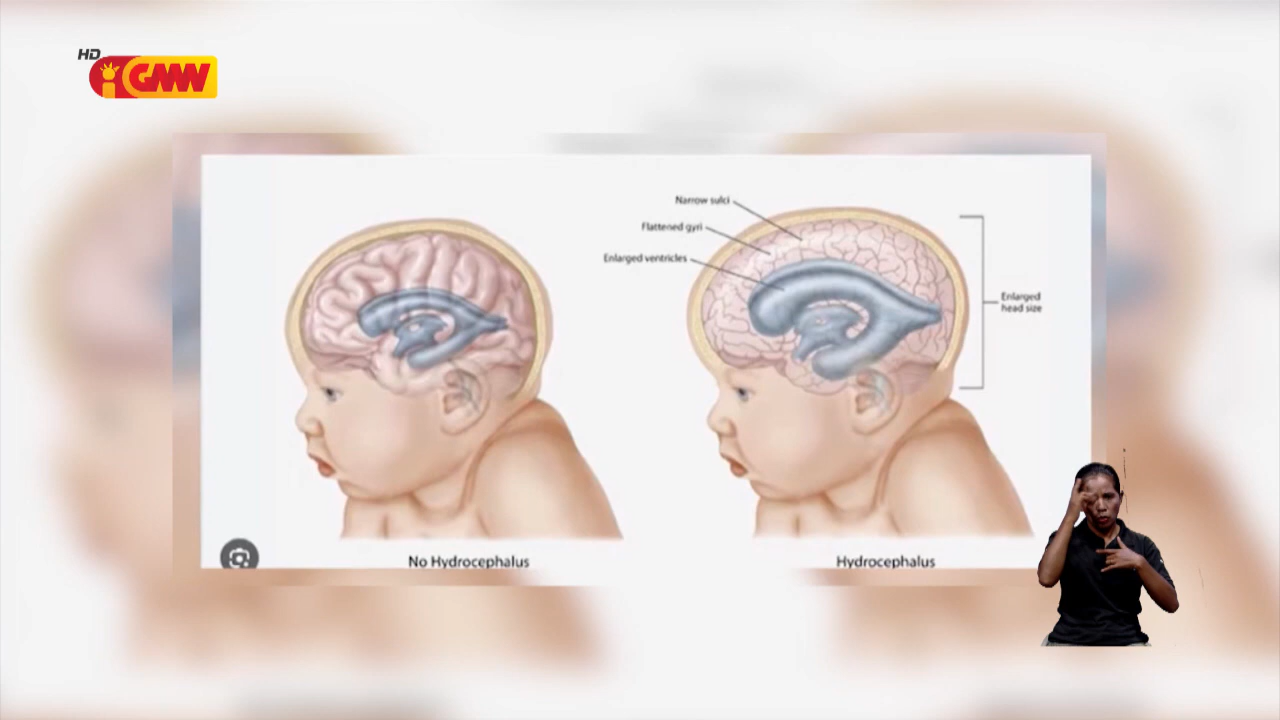 HD
GMW
Narrow sulci
Flattened gyri
Enlarged ventricles
Enlarged
head size
No Hydrocephalus
Hydrocephalus